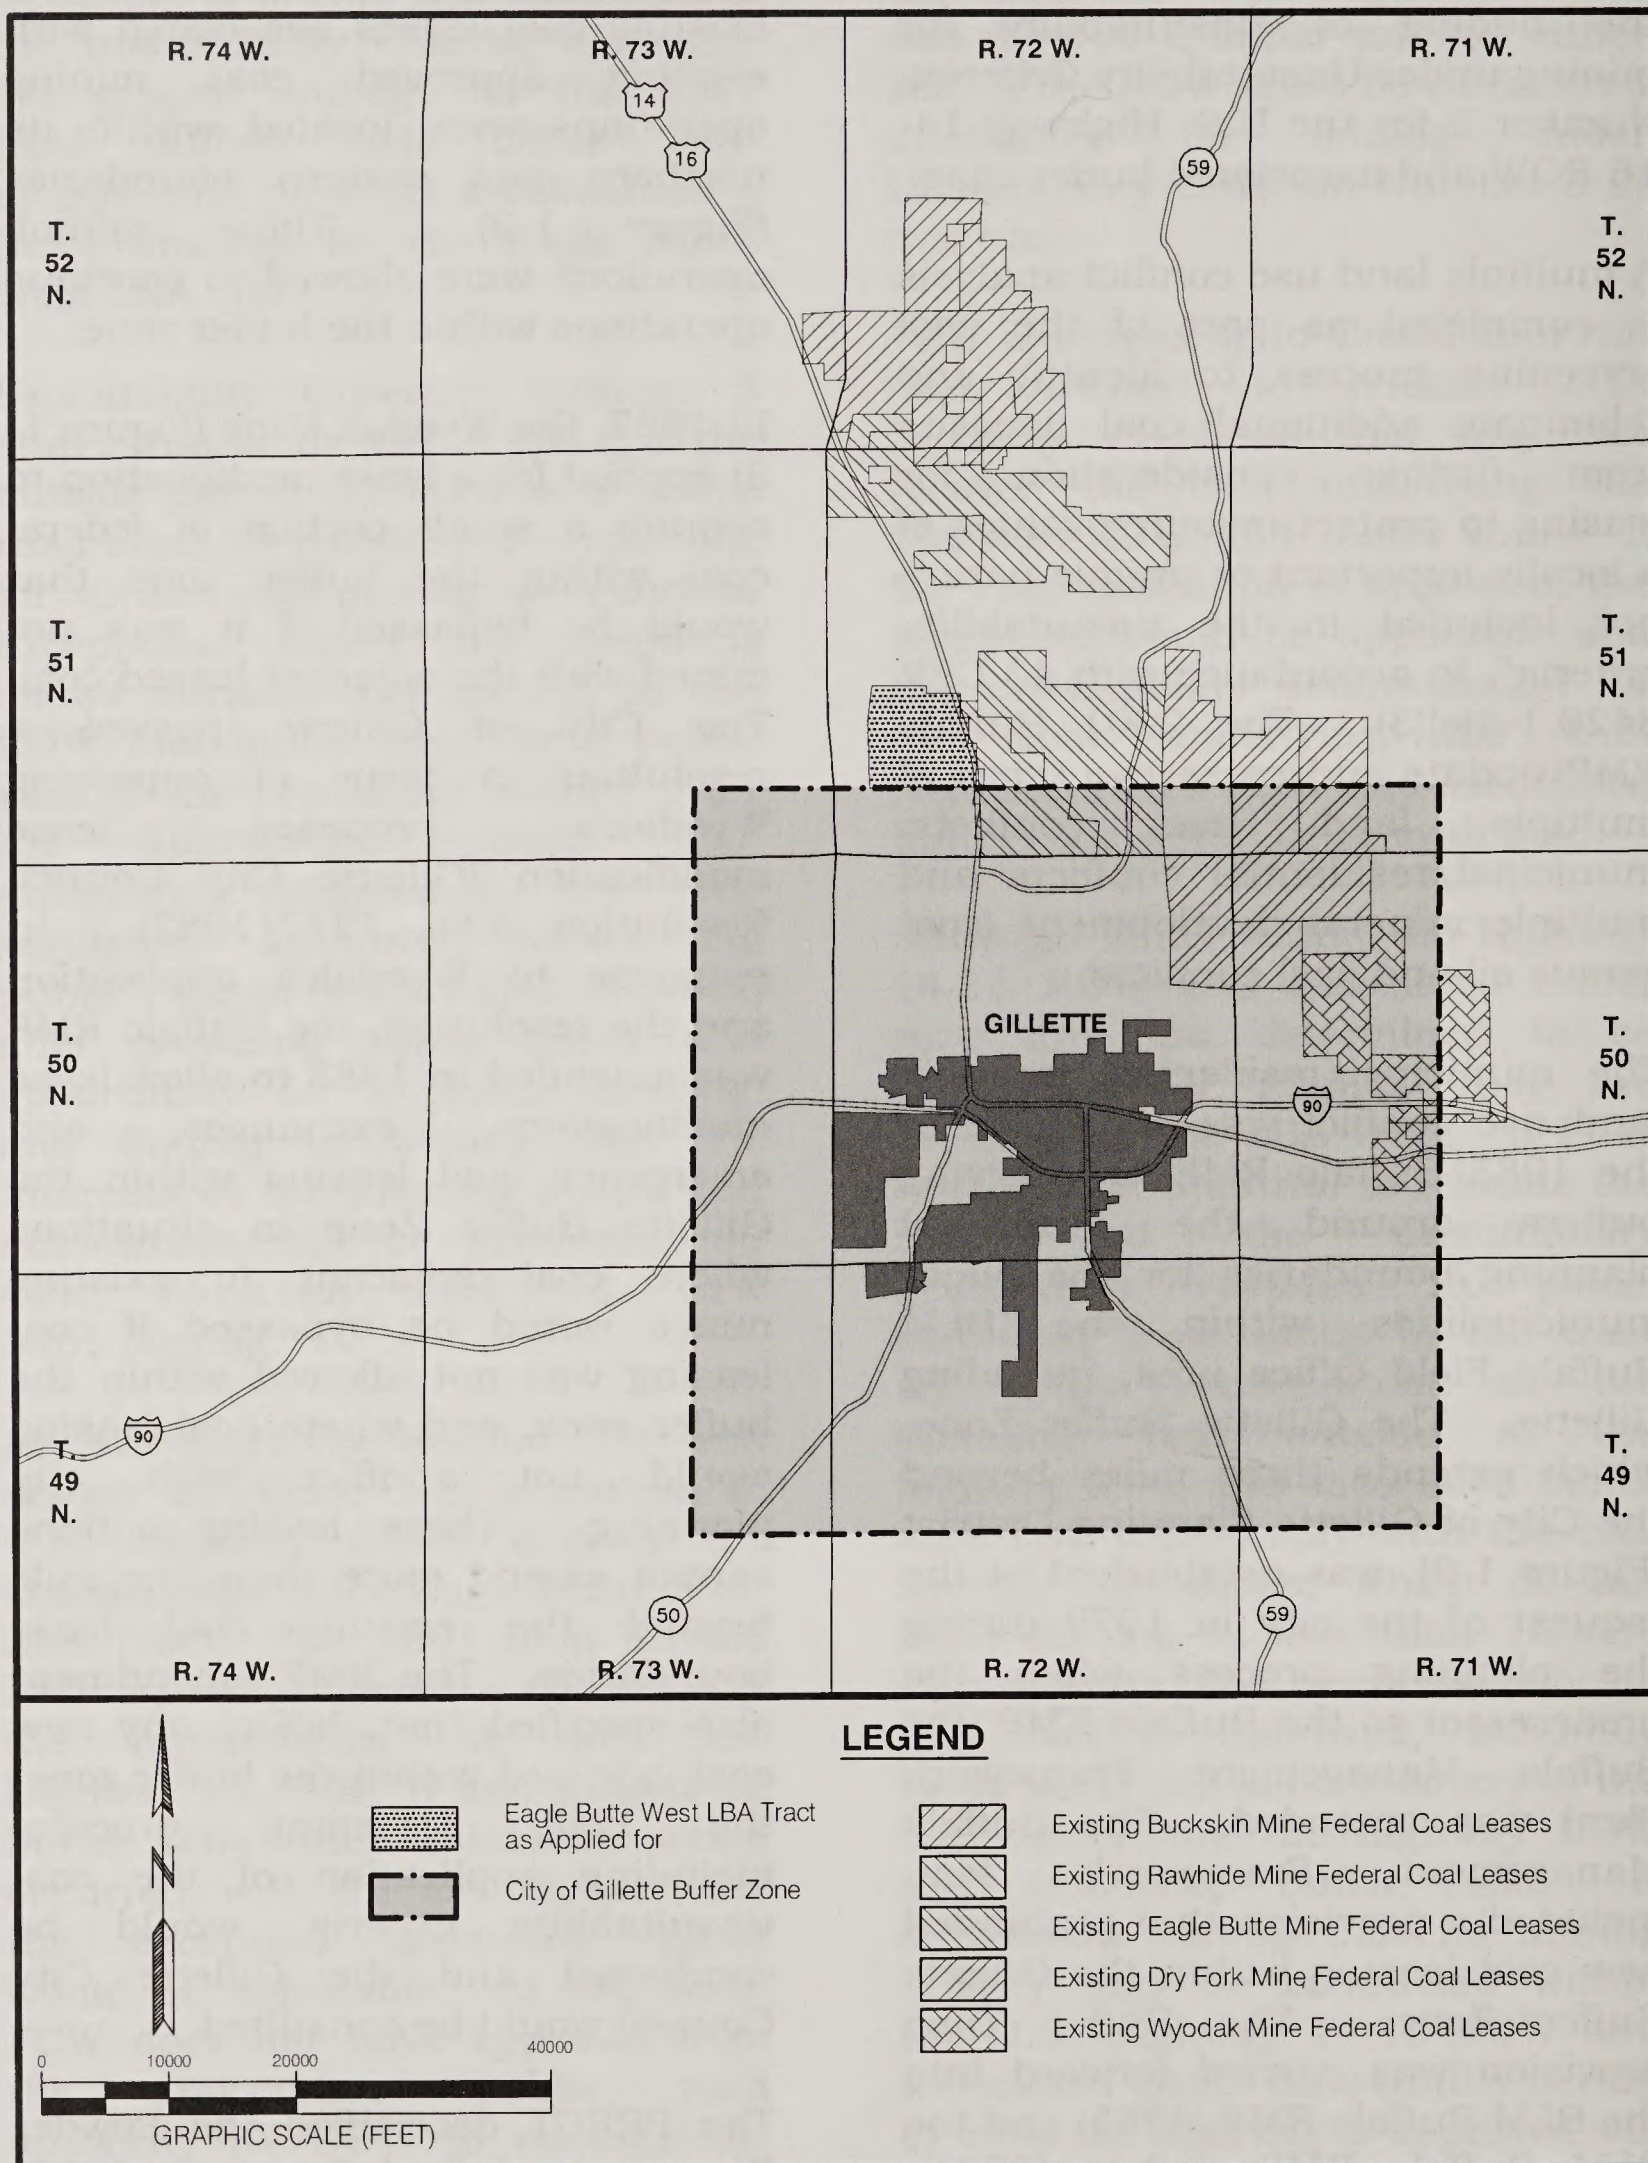 R. 74 W.
R. 73 W.
R. 72 W.
R. 71 W.
14
16
59
T.
52
N.
T.
52
N.
T.
51
N.
T.
51
N.
GILLETTE
T.
50
N.
T.
50
N.
90
90
T.
49
N.
T.
49
N.
50
59
R. 74 W.
R. 73 W.
R. 72 W.
R. 71 W.
LEGEND
N
Eagle Butte West LBA Tract
as Applied for
City of Gillette Buffer Zone
Existing Buckskin Mine Federal Coal Leases
Existing Rawhide Mine Federal Coal Leases
Existing Eagle Butte Mine Federal Coal Leases
Existing Dry Fork Mine Federal Coal Leases
Existing Wyodak Mine Federal Coal Leases
0
10000
20000
40000
GRAPHIC SCALE (FEET)